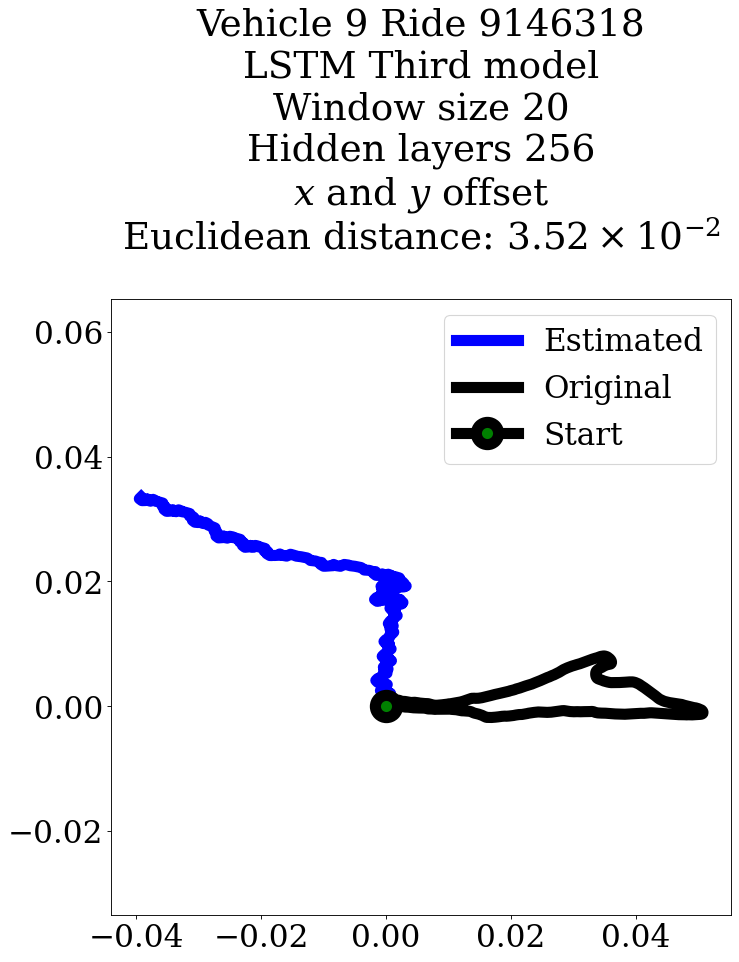 Vehicle 9 Ride 9146318
LSTM Third model
Window size 20
Hidden layers 256
x and y offset
Euclidean distance: 3.52 × 10⁻²
Estimated
Original
Start
0.06
0.04
0.02
0.00
−0.02
−0.04 −0.02 0.00 0.02 0.04